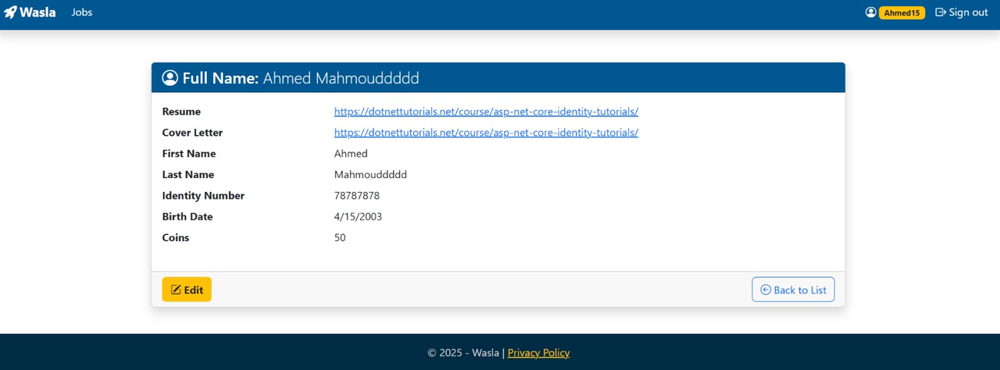 Wasla Jobs Ahmed15 Sign out
Full Name: Ahmed Mahmouddddd
Resume https://dotnettutorials.net/course/asp-net-core-identity-tutorials/
Cover Letter https://dotnettutorials.net/course/asp-net-core-identity-tutorials/
First Name Ahmed
Last Name Mahmouddddd
Identity Number 78787878
Birth Date 4/15/2003
Coins 50
Edit Back to List
© 2025 - Wasla | Privacy Policy